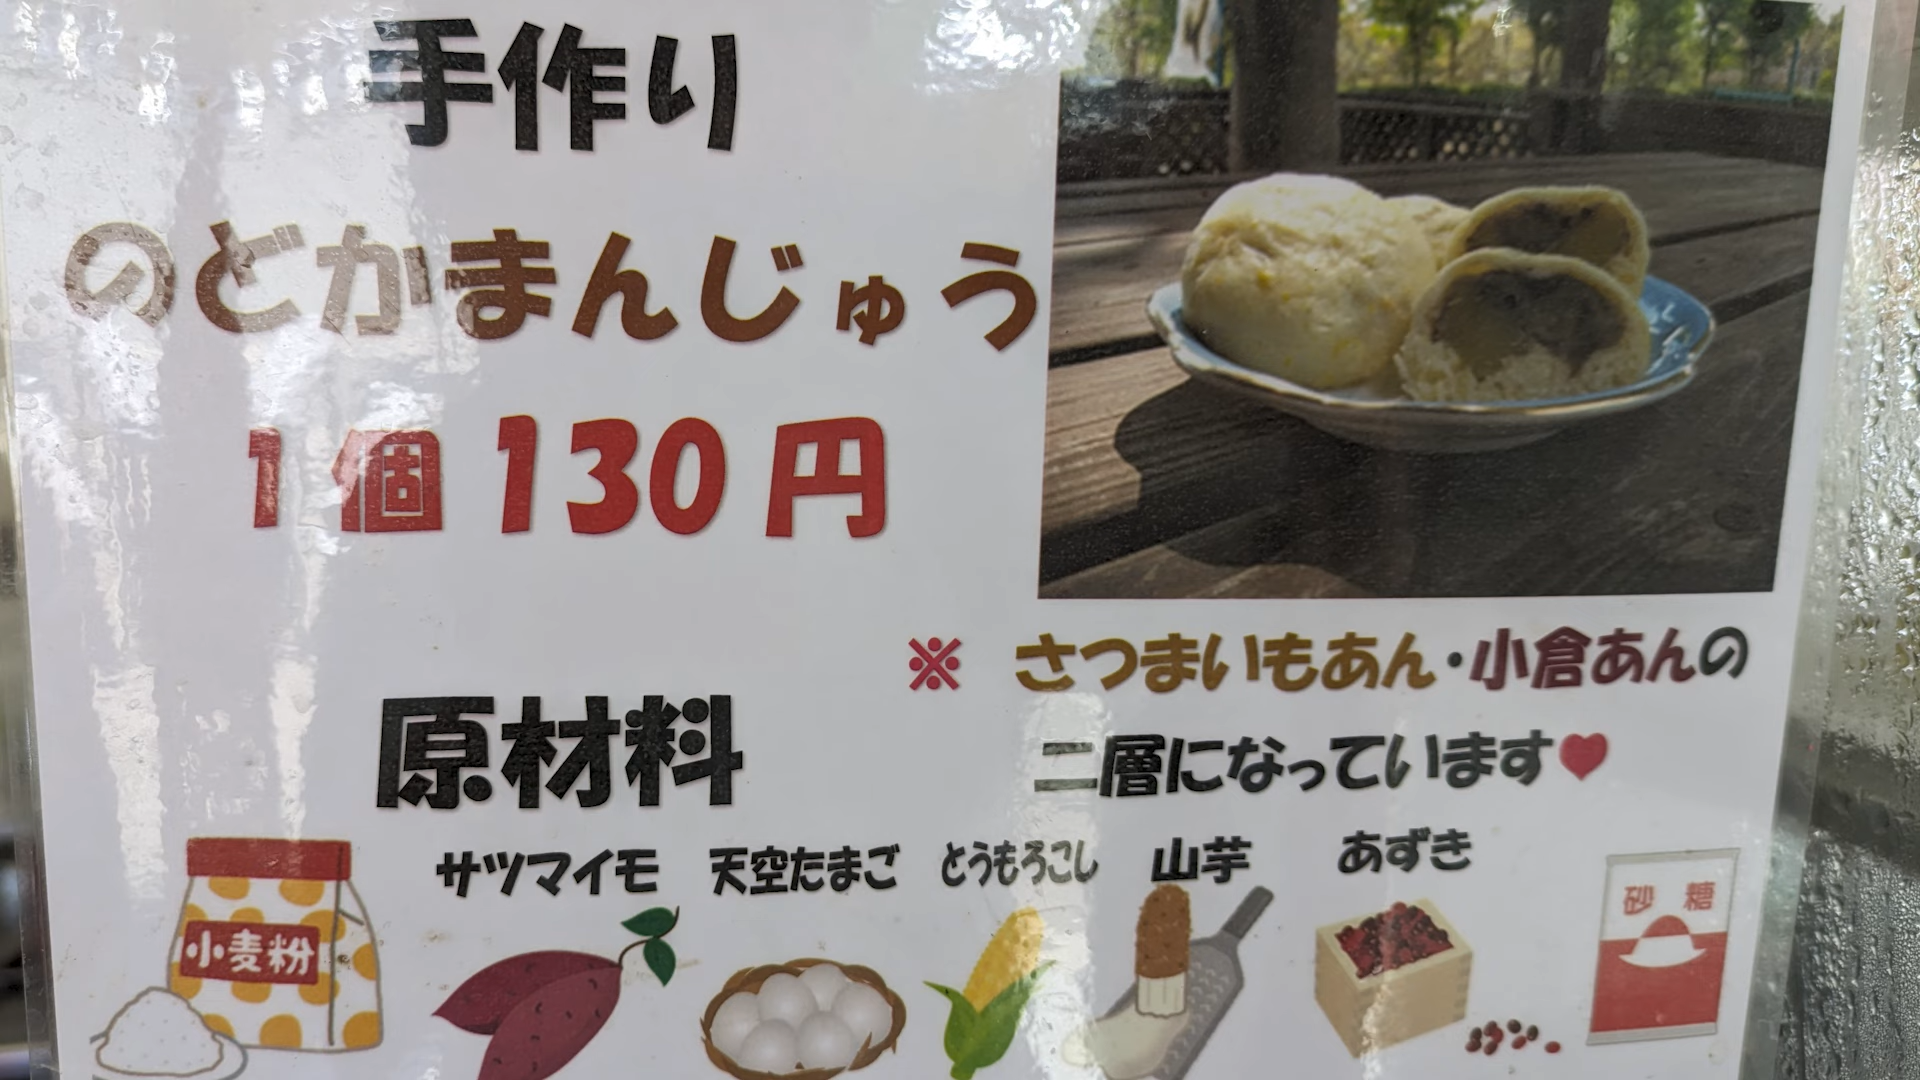 手作り
のどかまんじゅう
1個 130円
※ さつまいもあん・小倉あんの
二層になっています♥
原材料
サツマイモ 天空たまご とうもろこし 山芋 あずき
小麦粉
砂糖